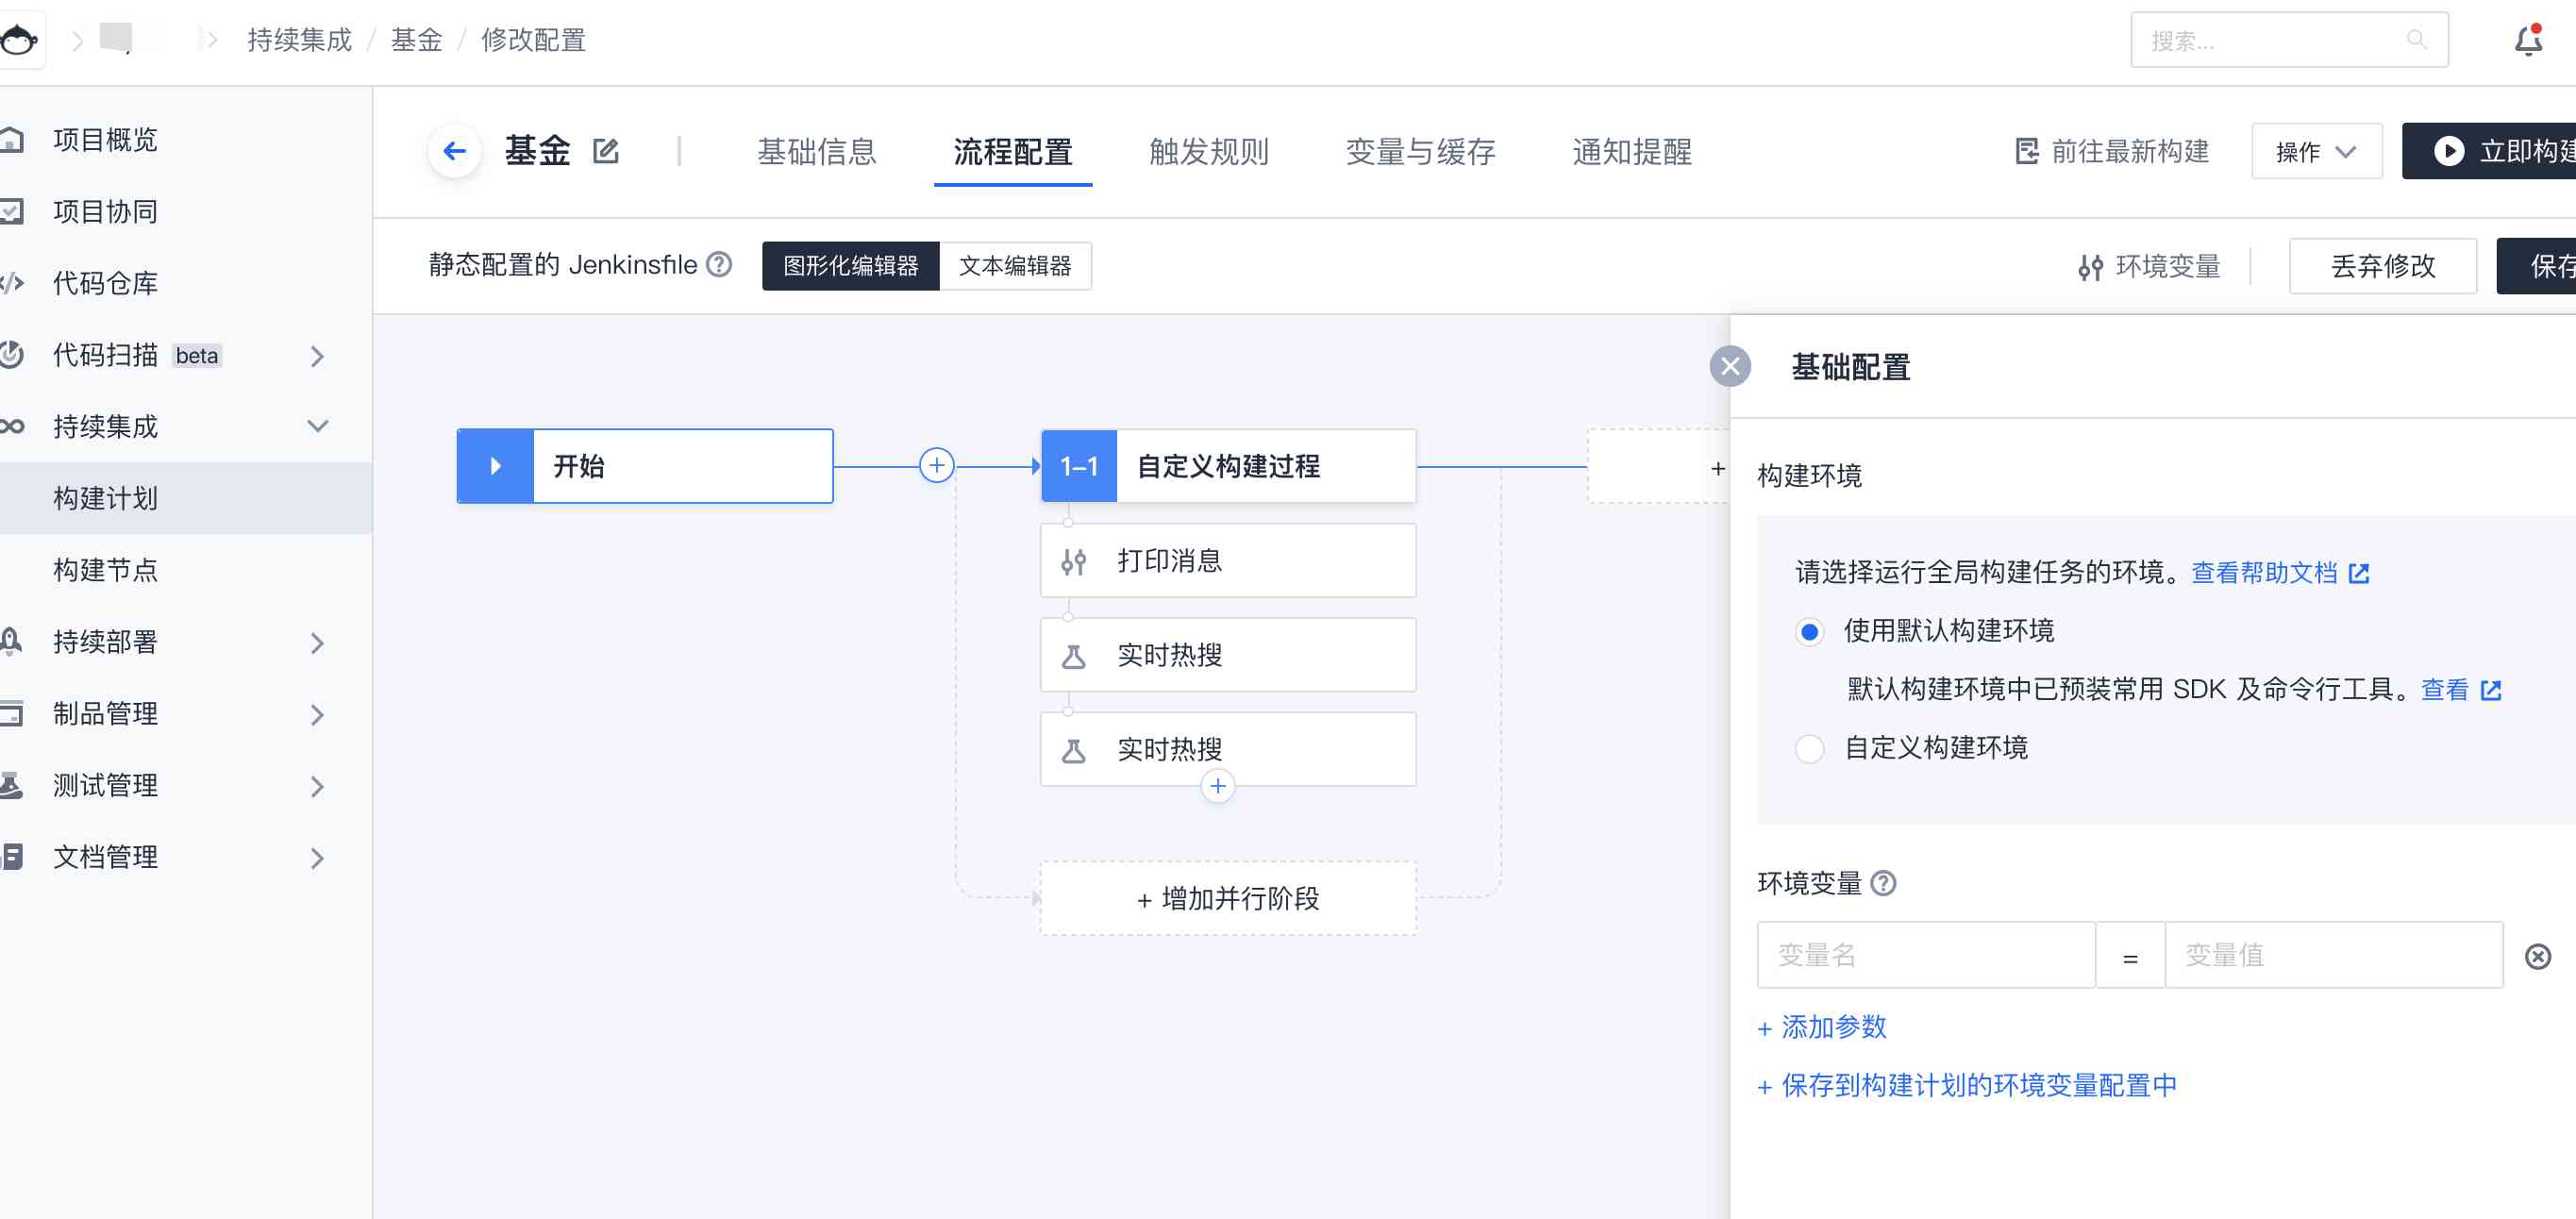 持续集成 / 基金 / 修改配置
搜索...
项目概览
项目协同
代码仓库
代码扫描 beta
持续集成
构建计划
构建节点
持续部署
制品管理
测试管理
文档管理
基金
基础信息
流程配置
触发规则
变量与缓存
通知提醒
前往最新构建
操作
立即构建
静态配置的 Jenkinsfile
图形化编辑器
文本编辑器
环境变量
丢弃修改
保存
开始
1-1 自定义构建过程
打印消息
实时热搜
实时热搜
+ 增加并行阶段
+
基础配置
构建环境
请选择运行全局构建任务的环境。查看帮助文档
使用默认构建环境
默认构建环境中已预装常用 SDK 及命令行工具。查看
自定义构建环境
环境变量
变量名 = 变量值
+ 添加参数
+ 保存到构建计划的环境变量配置中